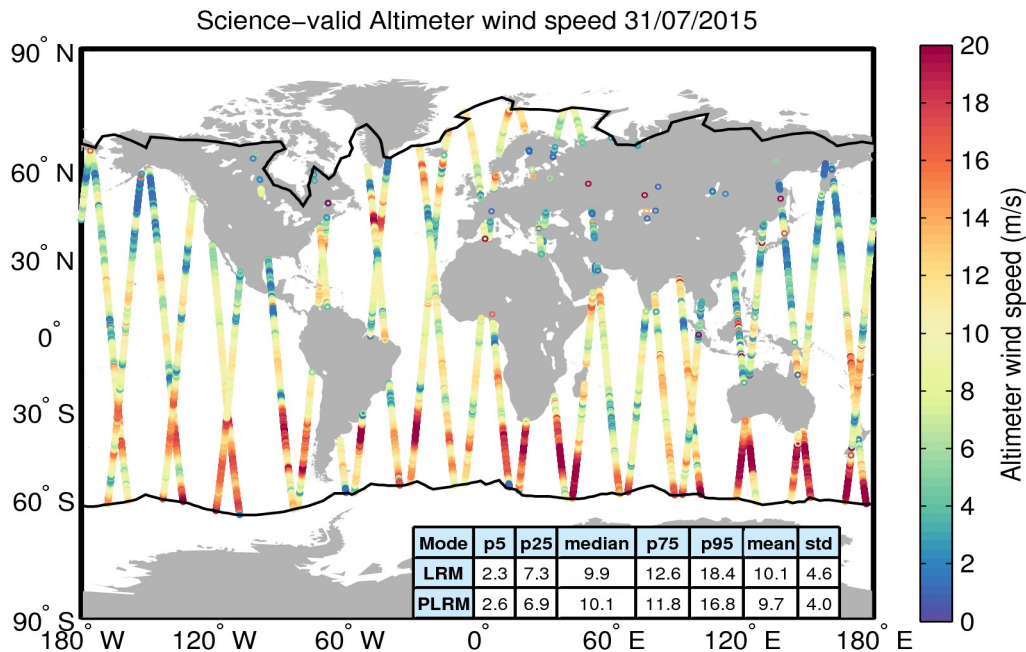 Science−valid Altimeter wind speed 31/07/2015
90° N
60° N
30° N
0°
30° S
60° S
90° S
180° W
120° W
60° W
0°
60° E
120° E
180° E
20
18
16
14
12
10
8
6
4
2
0
Altimeter wind speed (m/s)
Mode p5 p25 median p75 p95 mean std
LRM 2.3 7.3 9.9 12.6 18.4 10.1 4.6
PLRM 2.6 6.9 10.1 11.8 16.8 9.7 4.0